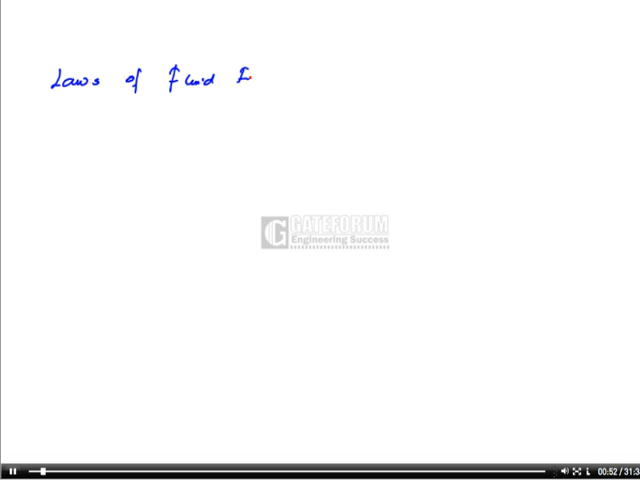 Laws of Fluid
GATEFORUM
Engineering Success
00:52 / 31:3